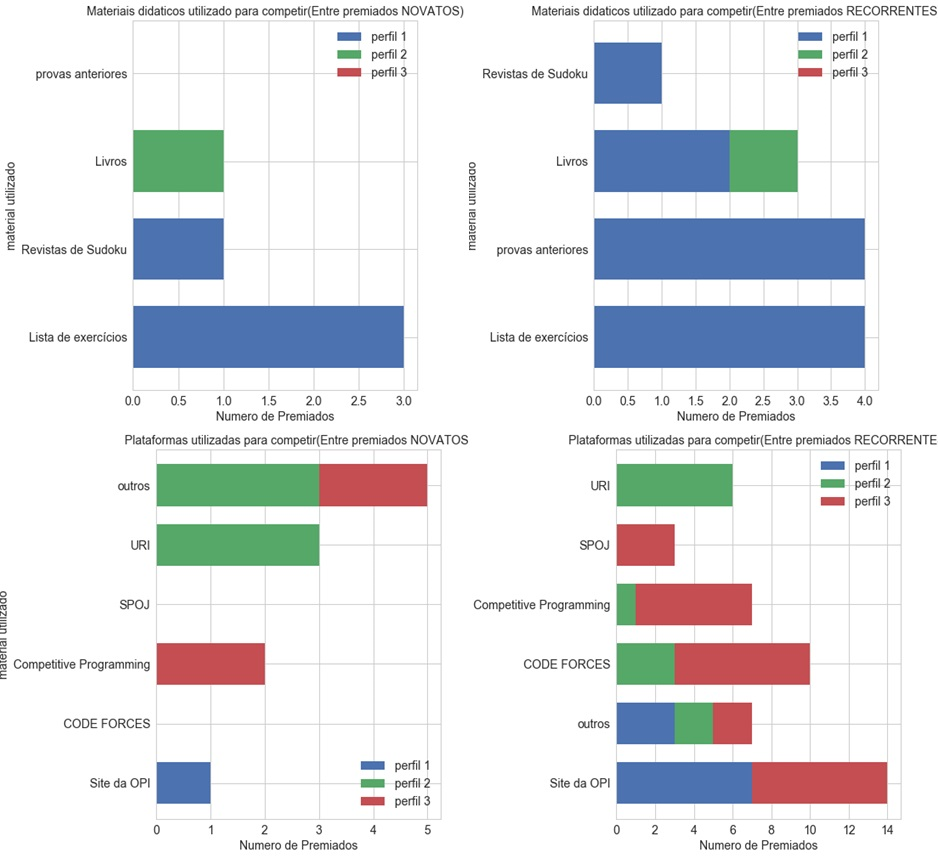 Materiais didaticos utilizado para competir(Entre premiados NOVATOS)
perfil 1
perfil 2
perfil 3
provas anteriores
Livros
Revistas de Sudoku
Lista de exercícios
material utilizado
0.0 0.5 1.0 1.5 2.0 2.5 3.0
Numero de Premiados
Materiais didaticos utilizado para competir(Entre premiados RECORRENTES
perfil 1
perfil 2
perfil 3
Revistas de Sudoku
Livros
provas anteriores
Lista de exercícios
material utilizado
0.0 0.5 1.0 1.5 2.0 2.5 3.0 3.5 4.0
Numero de Premiados
Plataformas utilizadas para competir(Entre premiados NOVATOS
outros
URI
SPOJ
Competitive Programming
CODE FORCES
Site da OPI
material utilizado
perfil 1
perfil 2
perfil 3
0 1 2 3 4 5
Numero de Premiados
Plataformas utilizadas para competir(Entre premiados RECORRENTE
perfil 1
perfil 2
perfil 3
URI
SPOJ
Competitive Programming
CODE FORCES
outros
Site da OPI
0 2 4 6 8 10 12 14
Numero de Premiados